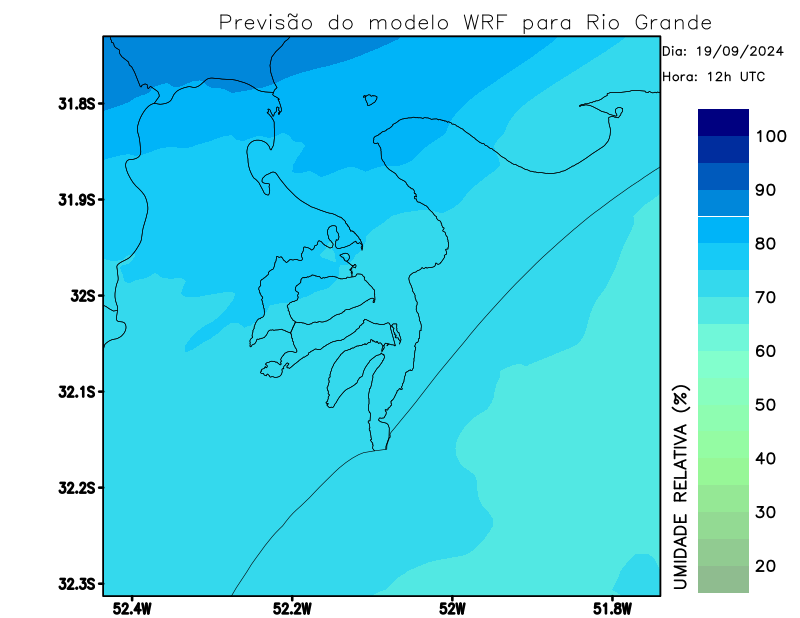 Previsão do modelo WRF para Rio Grande
Dia: 19/09/2024
Hora: 12h UTC
31.8S
31.9S
32S
32.1S
32.2S
32.3S
52.4W
52.2W
52W
51.8W
100
90
80
70
60
50
40
30
20
UMIDADE RELATIVA (%)